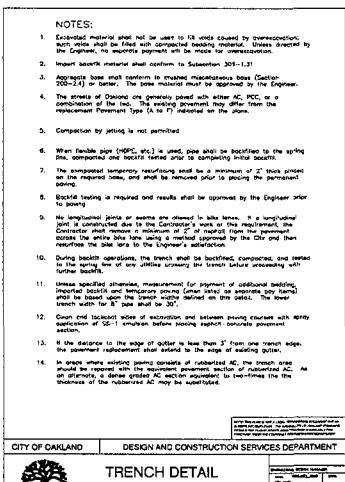 NOTES:
1. Excavated material shall not be used to fill voids caused by overexcavation;
such voids shall be filled with compacted bedding material. Unless directed by
the Engineer, no separate payment will be made for overexcavation.
2. Import backfill material shall conform to Subsection 305-1.3f
3. Aggregate base shall conform to crushed miscellaneous base (Section
200-2.4) or better. The base material must be approved by the Engineer.
4. The streets of Oakland are generally paved with either AC, PCC, or a
combination of the two. The existing pavement may differ from the
replacement Pavement Type (A to F) indicated on the plans.
5. Compaction by jetting is not permitted
6. When flexible pipe (HDPE, etc.) is used, pipe shall be backfilled to the spring
line, compacted and backfill tested prior to completing initial backfill.
7. The compacted temporary resurfacing shall be a minimum of 2" thick placed
on the required base, and shall be removed prior to placing the permanent
paving.
8. Backfill testing is required and results shall be approved by the Engineer prior
to paving
9. No longitudinal joints or seams are allowed in bike lanes. If a longitudinal
joint is constructed due to the Contractor's work or this requirement, the
Contractor shall remove a minimum of 2" of asphalt from the pavement
across the entire bike lane using a method approved by the City and then
resurface the bike lane to the Engineer's satisfaction.
10. During backfill operations, the trench shall be backfilled, compacted, and tested
to the spring line of any utilities crossing the trench before proceeding with
further backfill.
11. Unless specified otherwise, measurement for payment of additional bedding,
imported backfill and temporary paving (when listed as separate pay items)
shall be based upon the trench widths defined on this detail. The lower
trench width for 8" pipe shall be 30".
12. Clean and tackcoat sides of excavation and between paving courses with spray
application of SS-1 emulsion before placing asphalt concrete pavement
section.
13. If the distance to the edge of gutter is less than 3' from one trench edge,
the pavement replacement shall extend to the edge of existing gutter.
14. In areas where existing paving consists of rubberized AC, the trench area
should be repaved with the equivalent pavement section of rubberized AC. As
an alternate, a dense graded AC section equivalent to two-times the the
thickness of the rubberized AC may be substituted.
CITY OF OAKLAND DESIGN AND CONSTRUCTION SERVICES DEPARTMENT
TRENCH DETAIL